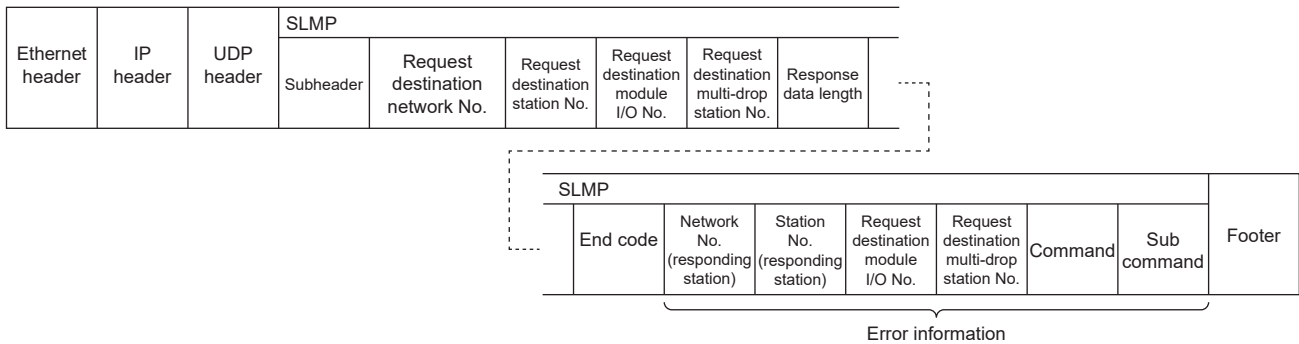 SLMP
Ethernet header
IP header
UDP header
Subheader
Request destination network No.
Request destination station No.
Request destination module I/O No.
Request destination multi-drop station No.
Response data length
SLMP
End code
Network No. (responding station)
Station No. (responding station)
Request destination module I/O No.
Request destination multi-drop station No.
Command
Sub command
Footer
Error information